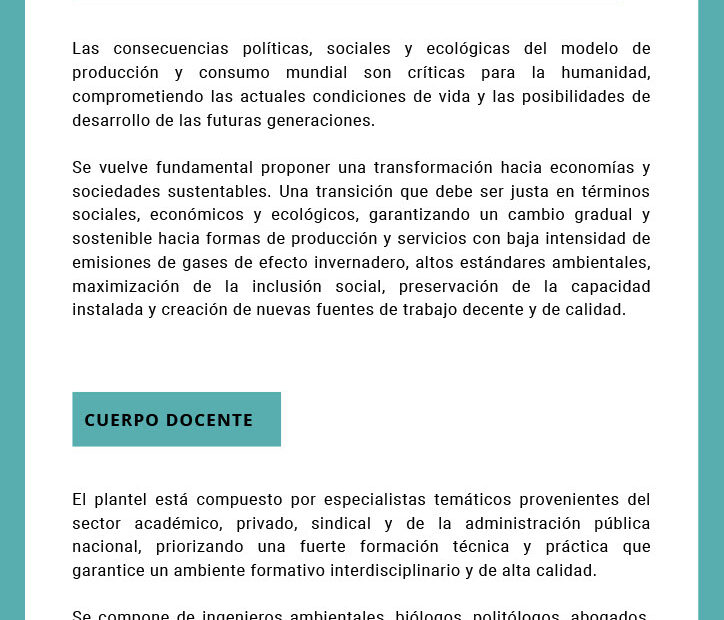 Las consecuencias políticas, sociales y ecológicas del modelo de
producción y consumo mundial son críticas para la humanidad,
comprometiendo las actuales condiciones de vida y las posibilidades de
desarrollo de las futuras generaciones.
Se vuelve fundamental proponer una transformación hacia economías y
sociedades sustentables. Una transición que debe ser justa en términos
sociales, económicos y ecológicos, garantizando un cambio gradual y
sostenible hacia formas de producción y servicios con baja intensidad de
emisiones de gases de efecto invernadero, altos estándares ambientales,
maximización de la inclusión social, preservación de la capacidad
instalada y creación de nuevas fuentes de trabajo decente y de calidad.
CUERPO DOCENTE
El plantel está compuesto por especialistas temáticos provenientes del
sector académico, privado, sindical y de la administración pública
nacional, priorizando una fuerte formación técnica y práctica que
garantice un ambiente formativo interdisciplinario y de alta calidad.
Se compone de ingenieros ambientales, biólogos, politólogos, abogados,